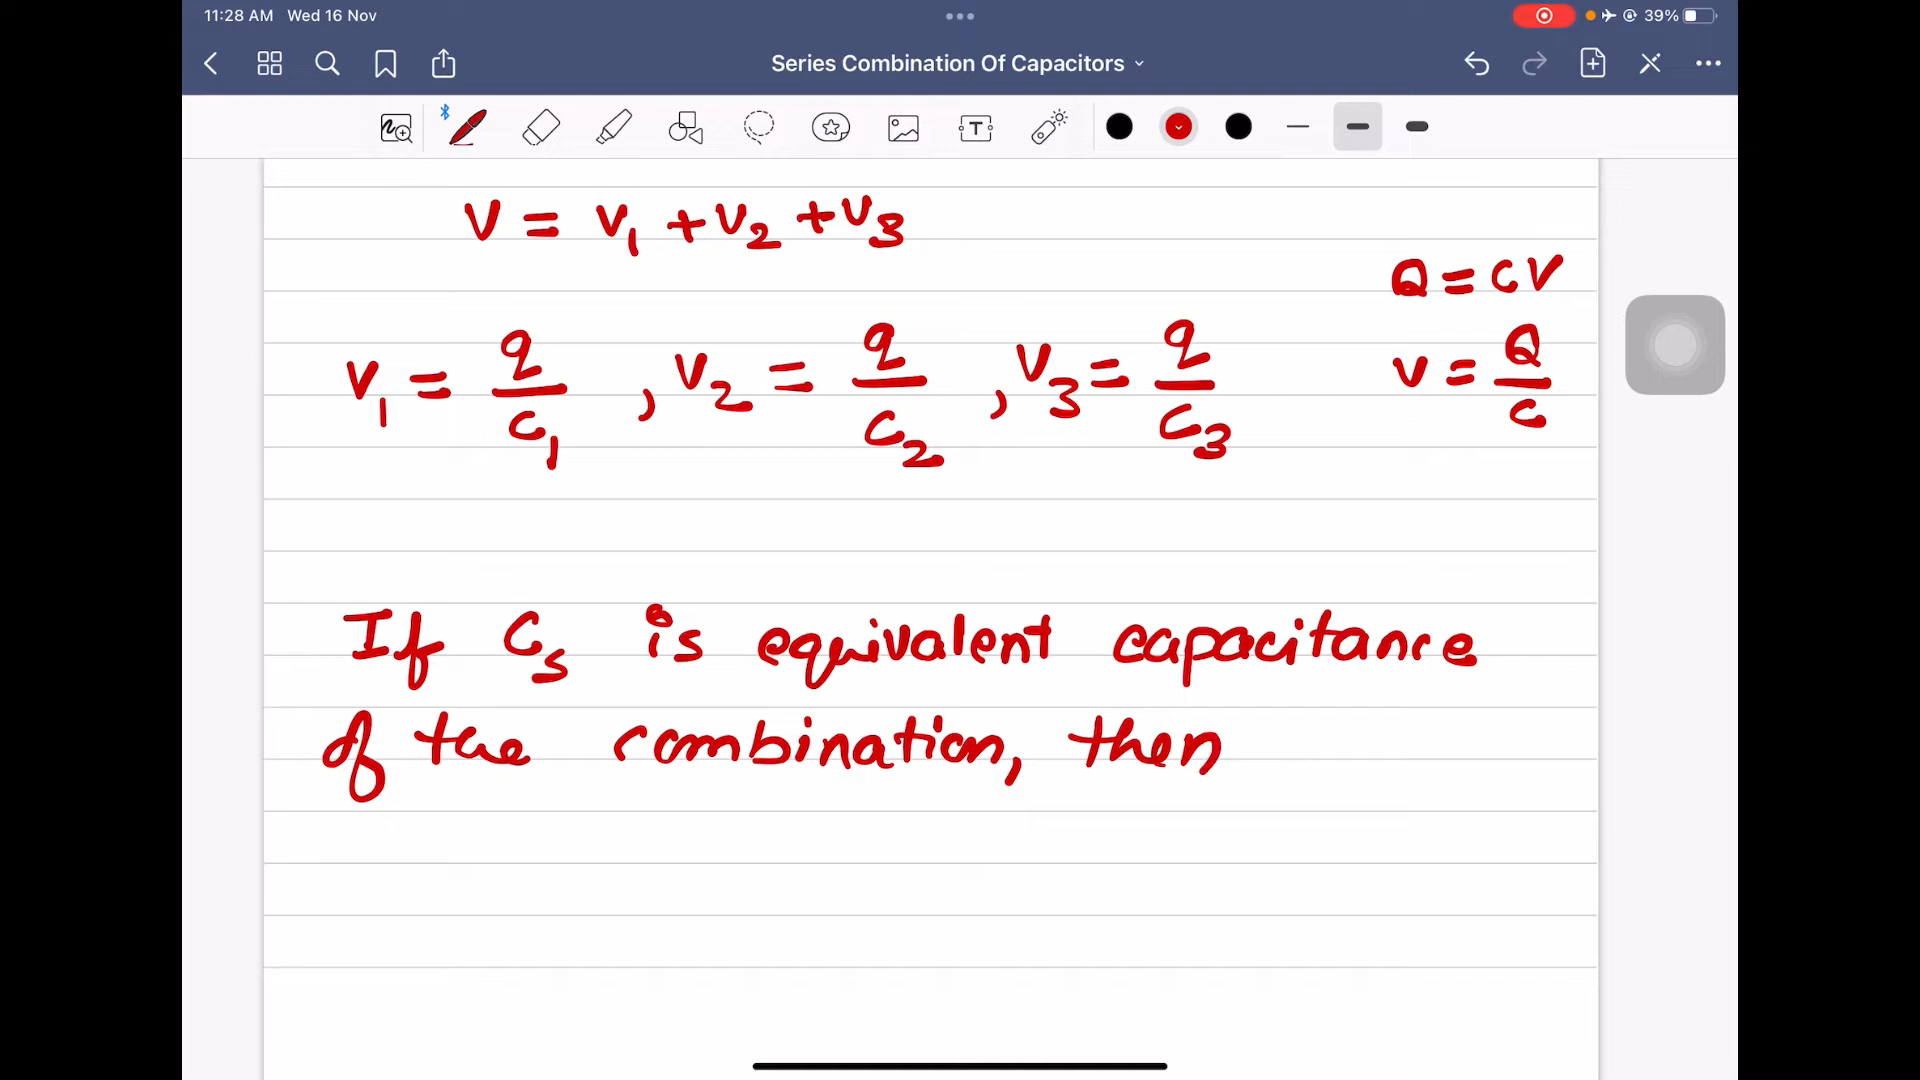 11:28 AM Wed 16 Nov
39%
Series Combination Of Capacitors
T
V = V₁ + V₂ + V₃
Q = CV
V₁ = q/C₁ , V₂ = q/C₂ , V₃ = q/C₃
V = Q/C
If Cs is equivalent capacitance
of the combination, then